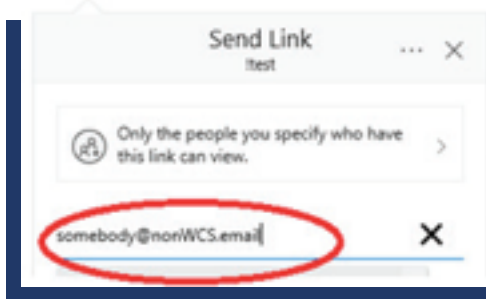 Send Link
!test
Only the people you specify who have
this link can view.
somebody@nonWCS.email